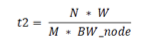 t2 = N * W / M * BW_node